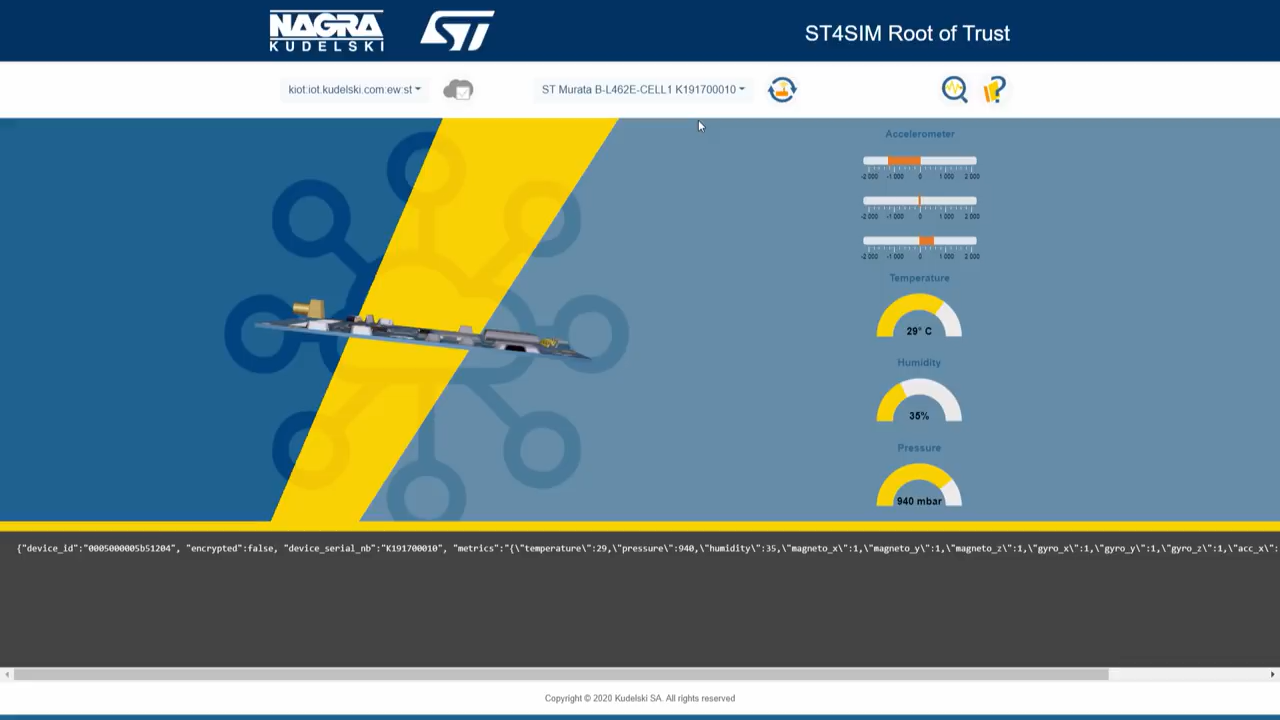 NAGRA
KUDELSKI
ST
ST4SIM Root of Trust
kiot:iot.kudelski.com:ew:st
ST Murata B-L462E-CELL1 K191700010
Accelerometer
-2 000 -1 000 0 1 000 2 000
-2 000 -1 000 0 1 000 2 000
-2 000 -1 000 0 1 000 2 000
Temperature
29° C
Humidity
35%
Pressure
940 mbar
{"device_id":"0005000005b51204", "encrypted":false, "device_serial_nb":"K191700010", "metrics":"{\"temperature\":29,\"pressure\":940,\"humidity\":35,\"magneto_x\":1,\"magneto_y\":1,\"magneto_z\":1,\"gyro_x\":1,\"gyro_y\":1,\"gyro_z\":1,\"acc_x\":
Copyright © 2020 Kudelski SA. All rights reserved